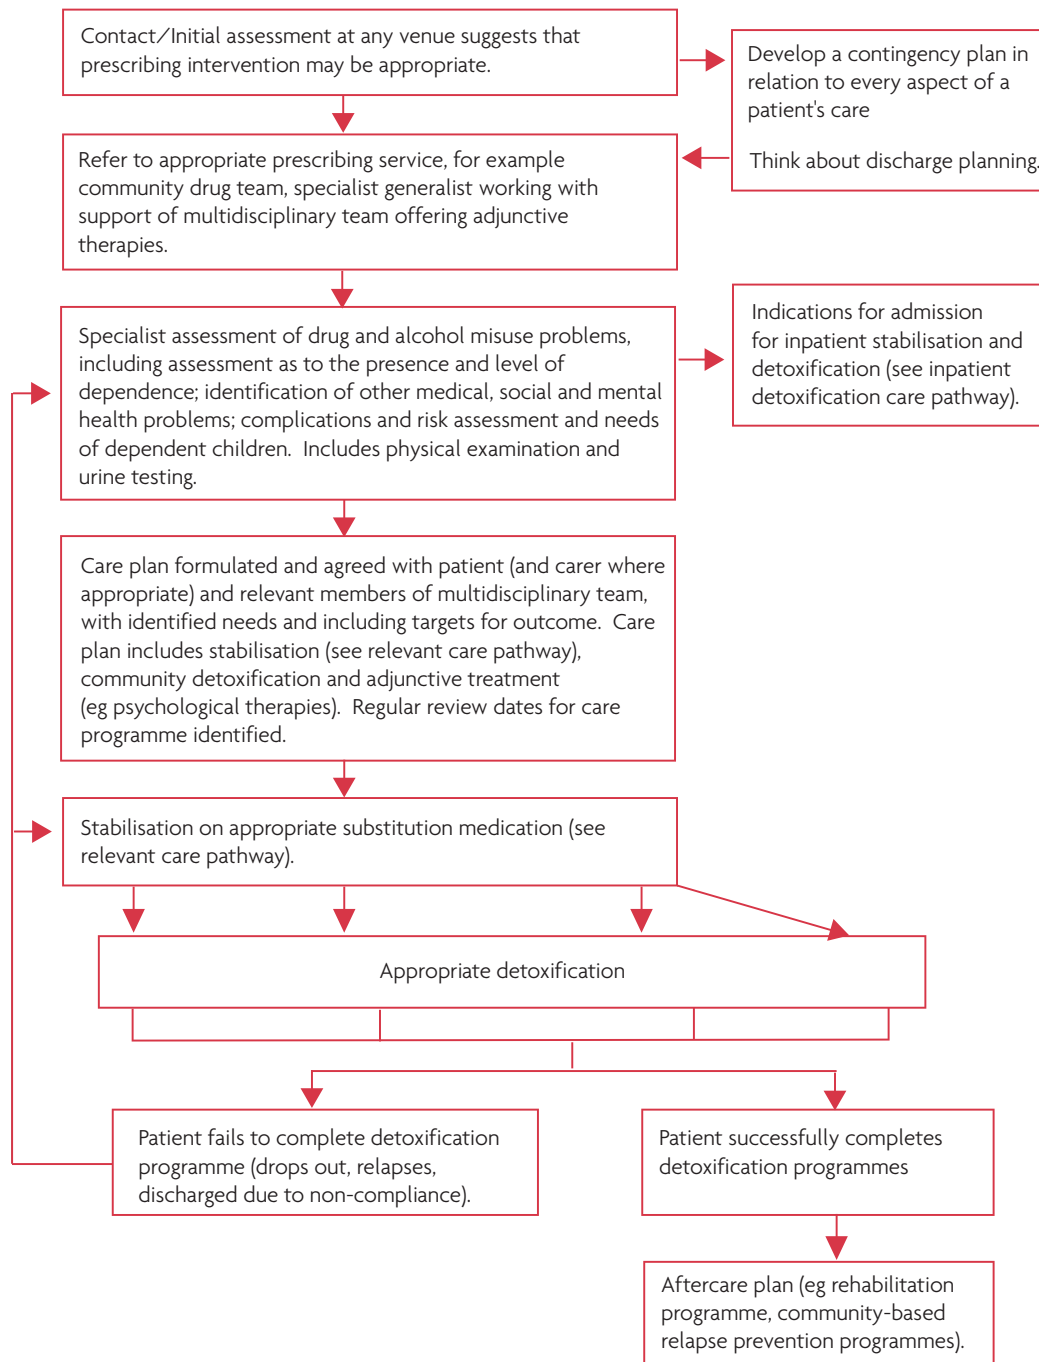 Contact/Initial assessment at any venue suggests that
prescribing intervention may be appropriate.
Develop a contingency plan in
relation to every aspect of a
patient's care
Think about discharge planning.
Refer to appropriate prescribing service, for example
community drug team, specialist generalist working with
support of multidisciplinary team offering adjunctive
therapies.
Specialist assessment of drug and alcohol misuse problems,
including assessment as to the presence and level of
dependence; identification of other medical, social and mental
health problems; complications and risk assessment and needs
of dependent children. Includes physical examination and
urine testing.
Indications for admission
for inpatient stabilisation and
detoxification (see inpatient
detoxification care pathway).
Care plan formulated and agreed with patient (and carer where
appropriate) and relevant members of multidisciplinary team,
with identified needs and including targets for outcome. Care
plan includes stabilisation (see relevant care pathway),
community detoxification and adjunctive treatment
(eg psychological therapies). Regular review dates for care
programme identified.
Stabilisation on appropriate substitution medication (see
relevant care pathway).
Appropriate detoxification
Patient fails to complete detoxification
programme (drops out, relapses,
discharged due to non-compliance).
Patient successfully completes
detoxification programmes
Aftercare plan (eg rehabilitation
programme, community-based
relapse prevention programmes).